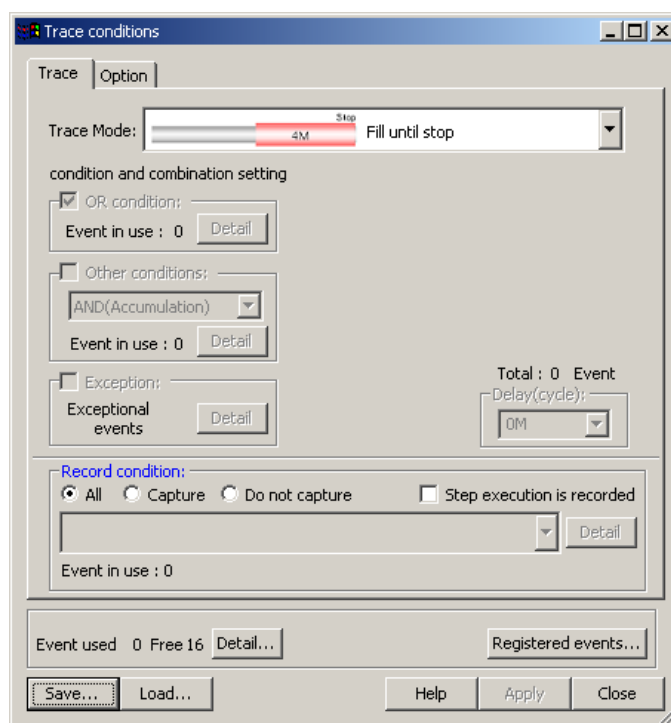 Trace conditions
Trace Option
Trace Mode: 4M Stop Fill until stop
condition and combination setting
OR condition:
Event in use : 0 Detail
Other conditions:
AND(Accumulation)
Event in use : 0 Detail
Exception:
Exceptional events Detail
Total : 0 Event
Delay(cycle):
0M
Record condition:
All Capture Do not capture Step execution is recorded
Detail
Event in use : 0
Event used 0 Free 16 Detail... Registered events...
Save... Load... Help Apply Close